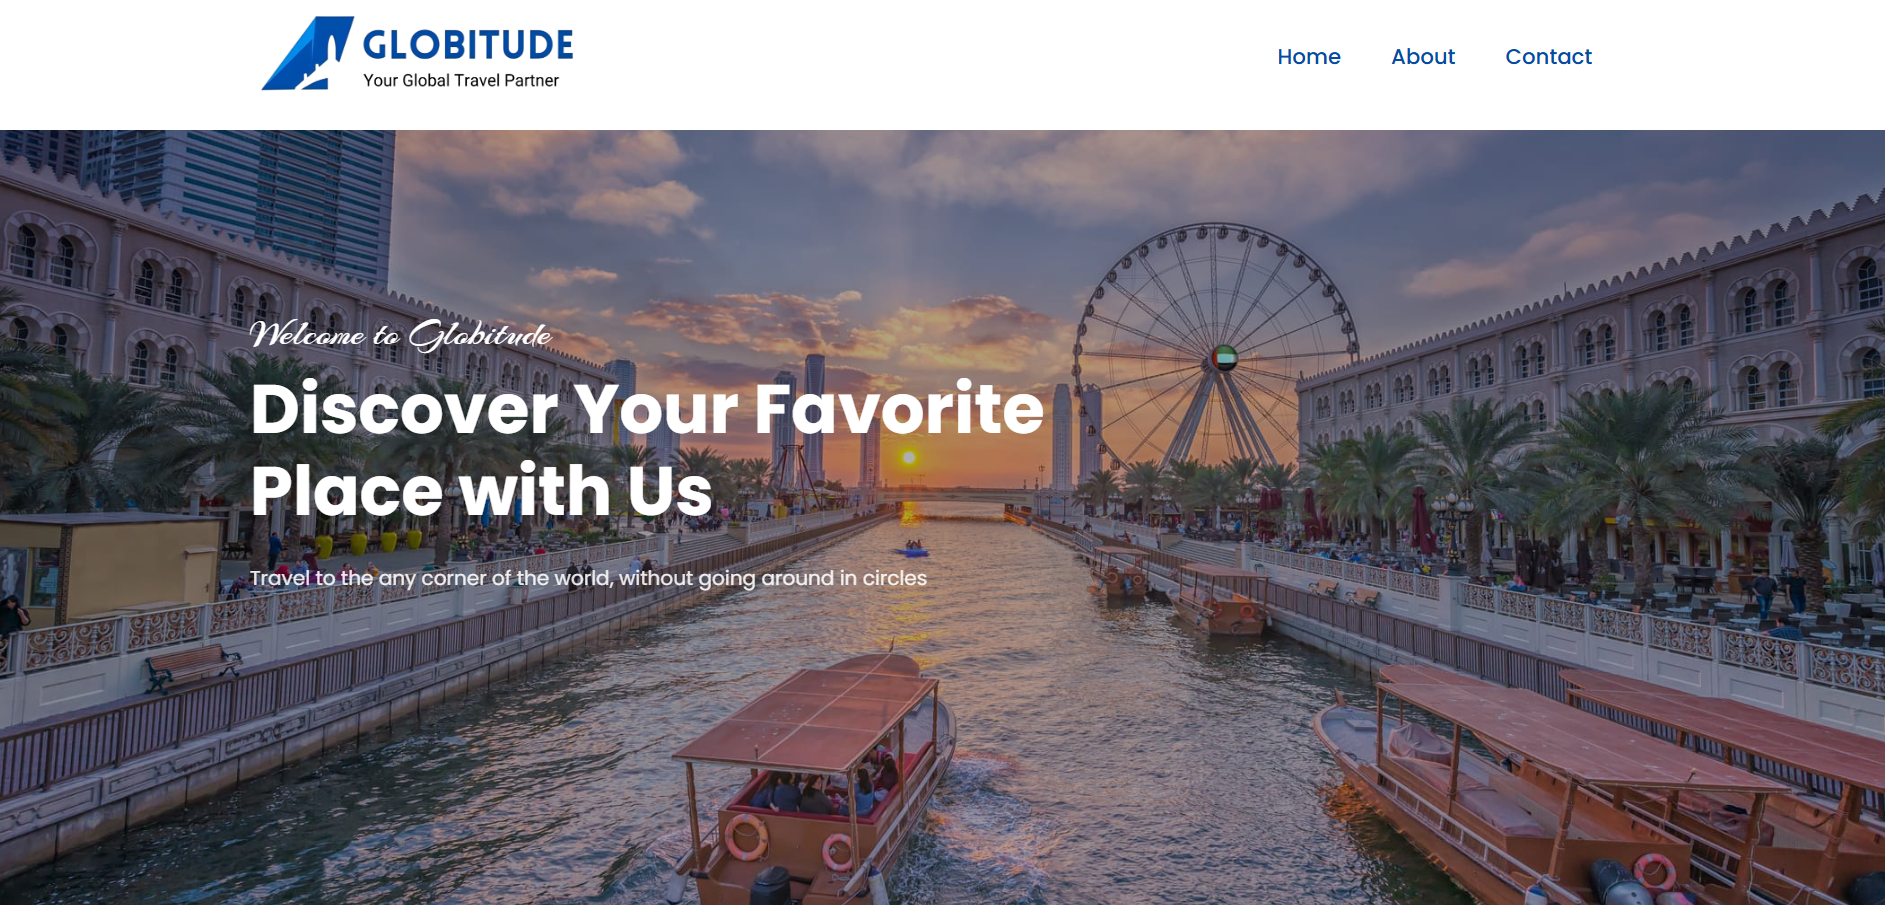 GLOBITUDE
Your Global Travel Partner
Home About Contact
Welcome to Globitude
Discover Your Favorite
Place with Us
Travel to the any corner of the world, without going around in circles